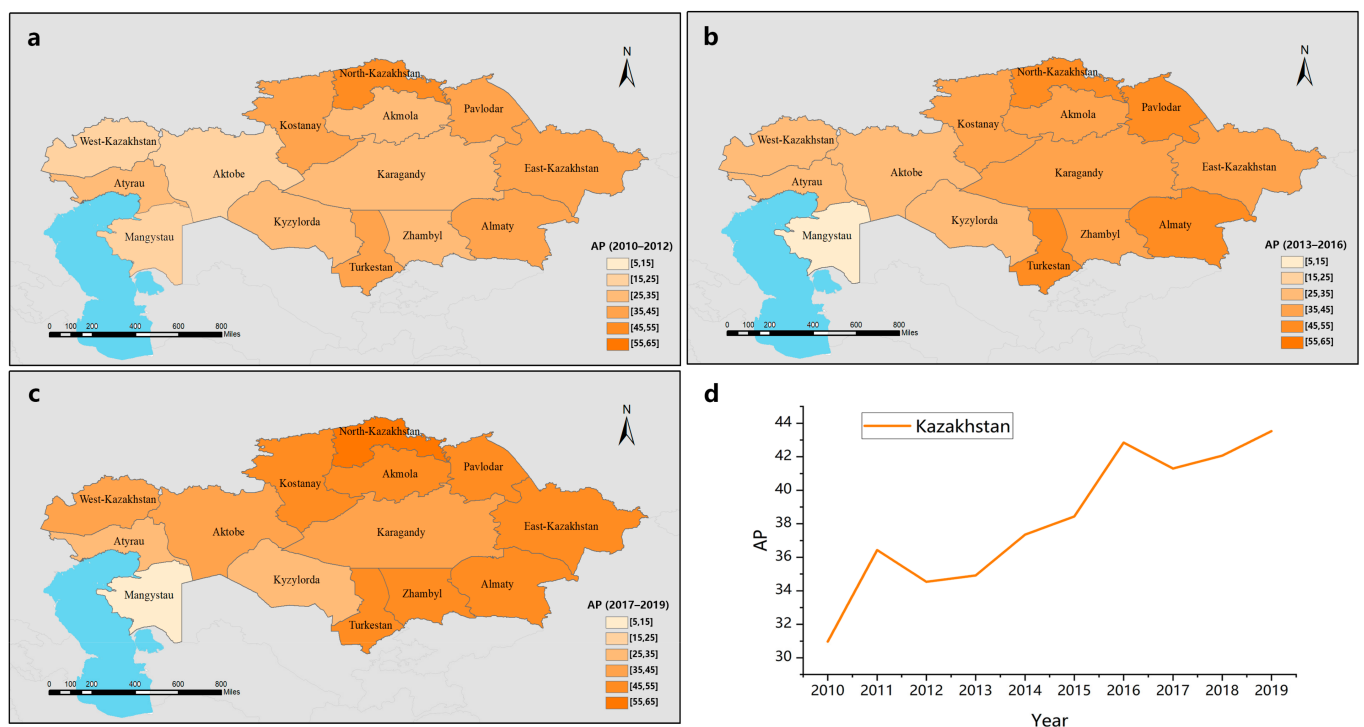 a
N
North-Kazakhstan
Pavlodar
Akmola
Kostanay
West-Kazakhstan
East-Kazakhstan
Aktobe
Karagandy
Atyrau
Kyzylorda
Almaty
Zhambyl
Mangystau
Turkestan
AP (2010–2012)
[5,15]
[15,25]
[25,35]
[35,45]
[45,55]
[55,65]
0 100 200 400 600 800
Miles
b
N
North-Kazakhstan
Pavlodar
Akmola
Kostanay
West-Kazakhstan
East-Kazakhstan
Aktobe
Karagandy
Atyrau
Kyzylorda
Almaty
Zhambyl
Mangystau
Turkestan
AP (2013–2016)
[5,15]
[15,25]
[25,35]
[35,45]
[45,55]
[55,65]
0 100 200 400 600 800
Miles
c
N
North-Kazakhstan
Pavlodar
Akmola
Kostanay
West-Kazakhstan
East-Kazakhstan
Aktobe
Karagandy
Atyrau
Kyzylorda
Almaty
Zhambyl
Mangystau
Turkestan
AP (2017–2019)
[5,15]
[15,25]
[25,35]
[35,45]
[45,55]
[55,65]
0 100 200 400 600 800
Miles
d
Kazakhstan
44
42
40
38
36
34
32
30
AP
2010 2011 2012 2013 2014 2015 2016 2017 2018 2019
Year